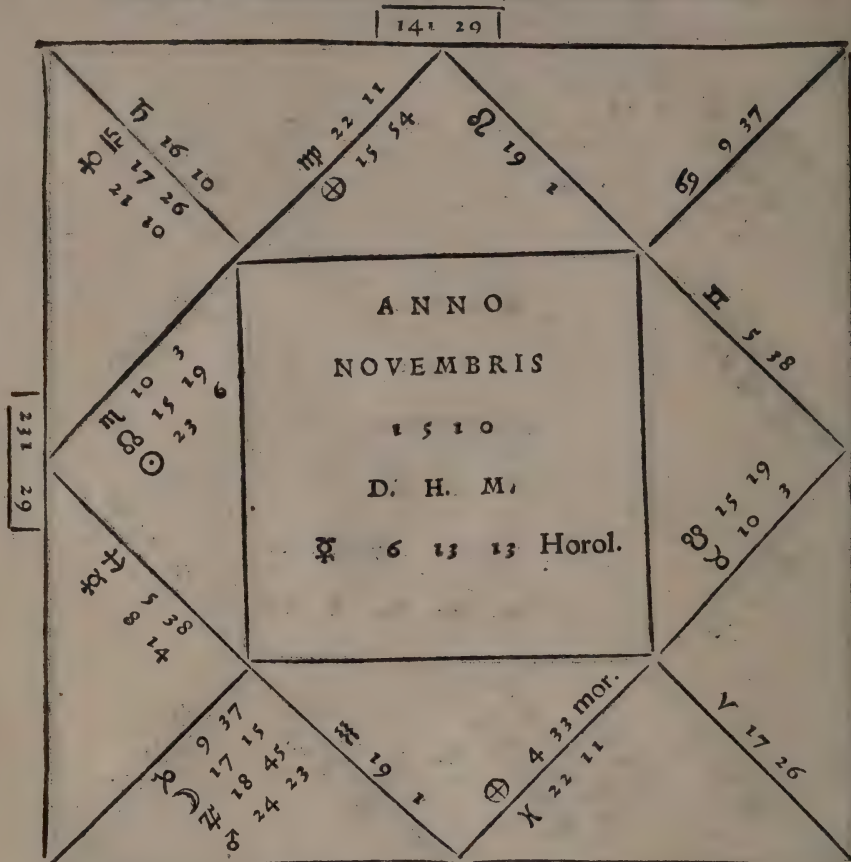 141 29
♍ 22 11
⊕ 15 54
♌ 19 1
♄ 16 10
♎ 17 26
♀ 21 10
♋ 9 37
♊ 5 38
♏ 10 3
☊ 15 19
☉ 23 6
231 29
ANNO
NOVEMBRIS
1510
D. H. M.
☿ 6 13 13 Horol.
☋ 15 19
♉ 10 3
♐ 5 38
☿ 8 14
♑ 9 37
☽ 17 15
♃ 18 45
♂ 24 23
♒ 19 1
⊕ 4 33 mor.
♓ 22 11
♈ 17 26